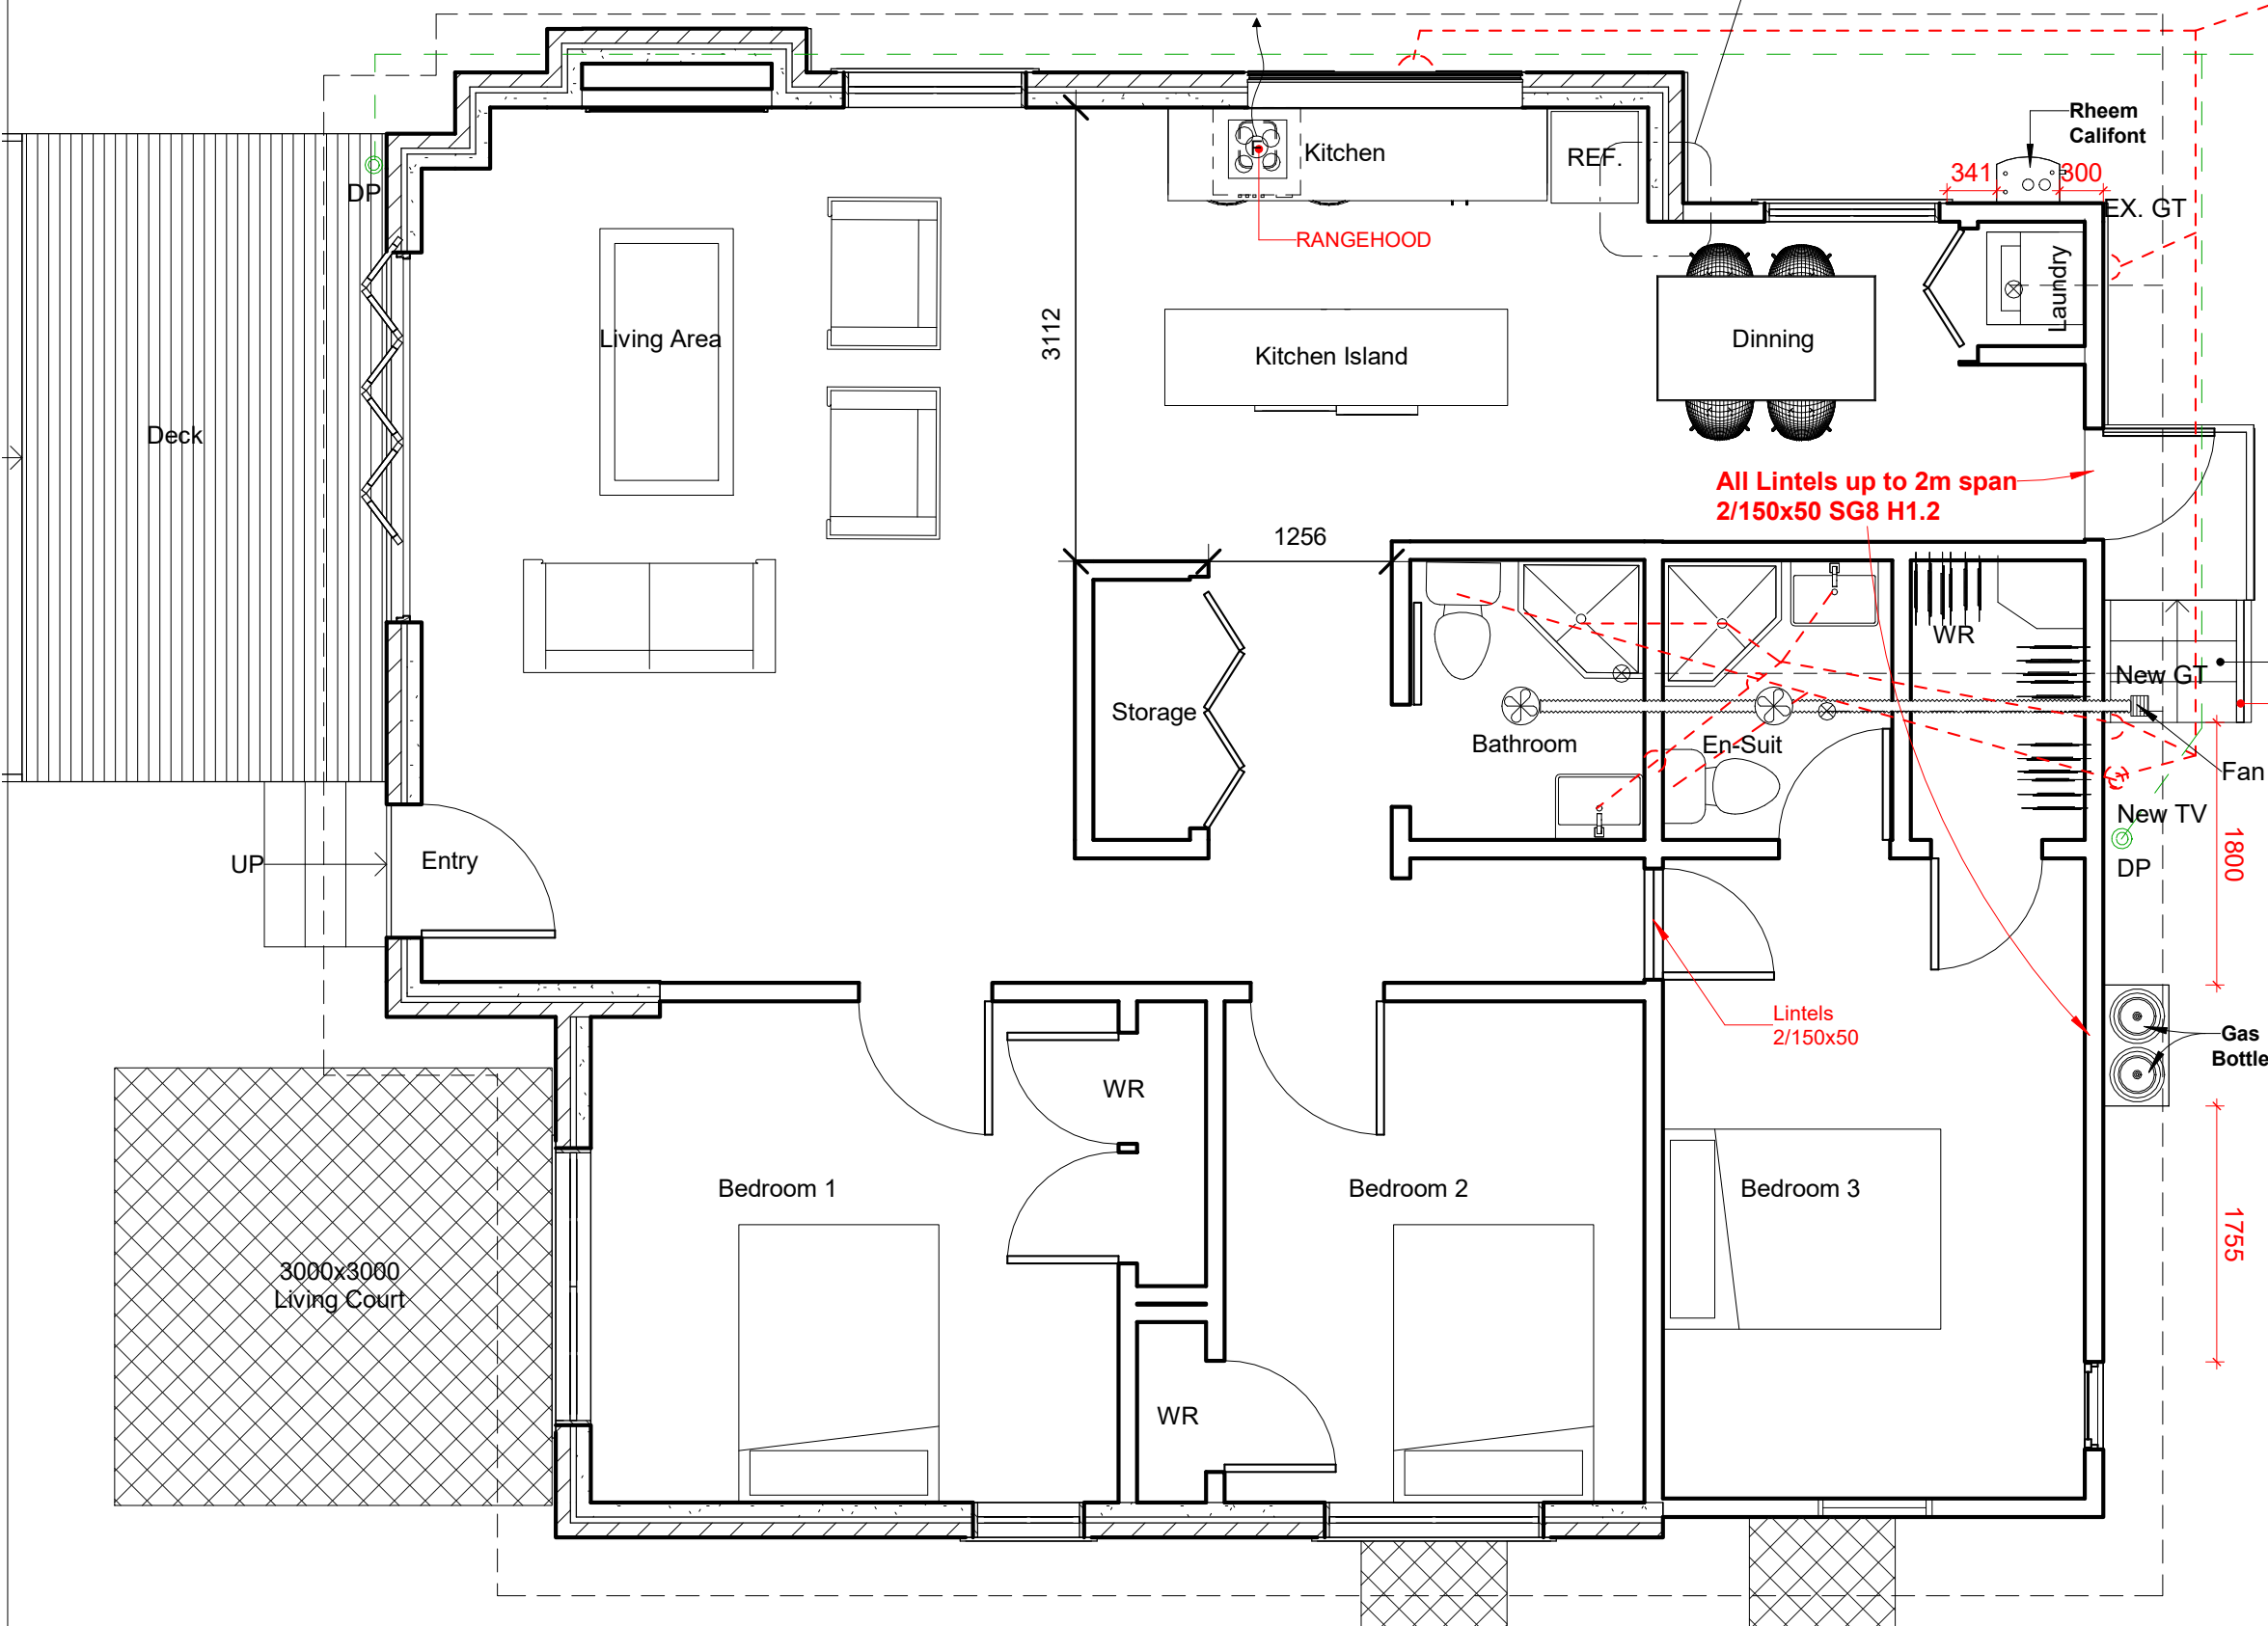 Rheem
Califont
Kitchen
REF.
341
300
DP
EX. GT
RANGEHOOD
Laundry
Living Area
3112
Kitchen Island
Dinning
Deck
All Lintels up to 2m span
2/150x50 SG8 H1.2
1256
WR
New GT
Storage
Bathroom
En-Suit
Fan
New TV
UP
Entry
DP
1800
Lintels
2/150x50
Gas
Bottle
WR
Bedroom 1
Bedroom 2
Bedroom 3
1755
3000x3000
Living Court
WR